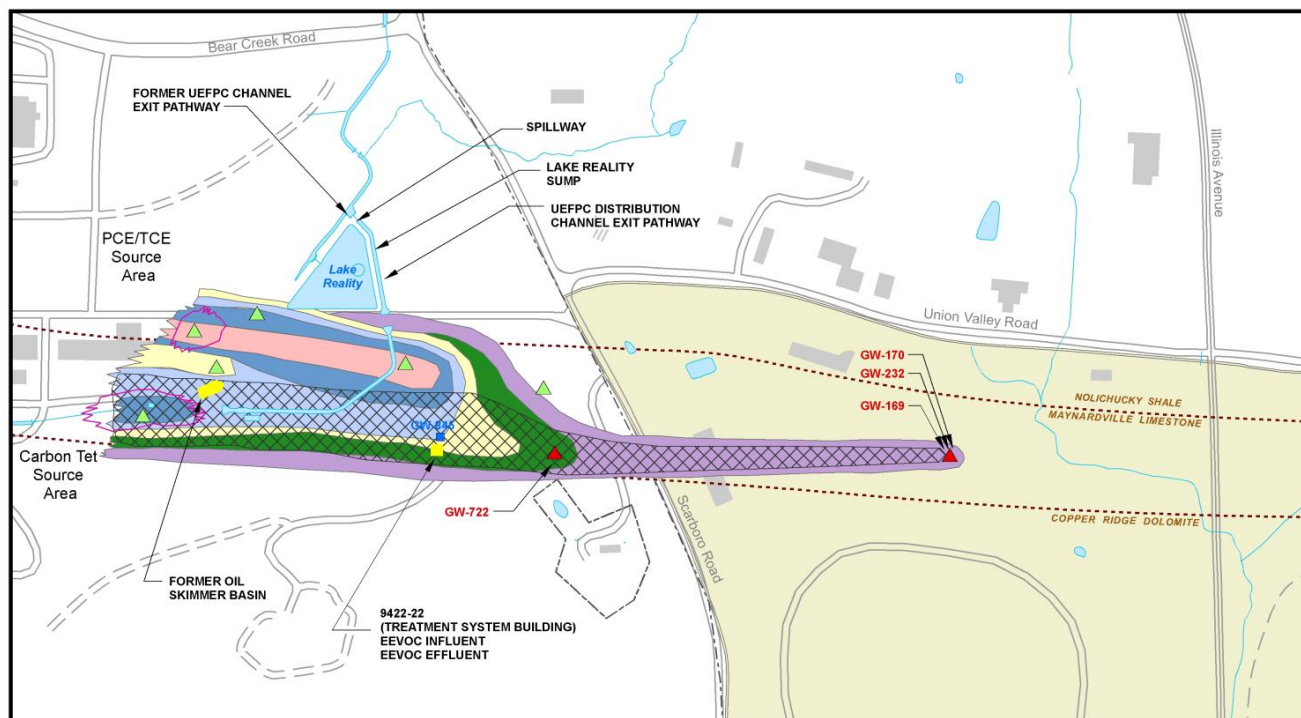 Bear Creek Road
FORMER UEFPC CHANNEL
EXIT PATHWAY
SPILLWAY
LAKE REALITY
SUMP
UEFPC DISTRIBUTION
CHANNEL EXIT PATHWAY
Illinois Avenue
PCE/TCE
Source
Area
Lake
Reality
Union Valley Road
GW-170
GW-232
GW-169
NOLICHUCKY SHALE
MAYNARDVILLE LIMESTONE
GW-845
Carbon Tet
Source
Area
GW-722
Scarboro Road
COPPER RIDGE DOLOMITE
FORMER OIL
SKIMMER BASIN
9422-22
(TREATMENT SYSTEM BUILDING)
EEVOC INFLUENT
EEVOC EFFLUENT